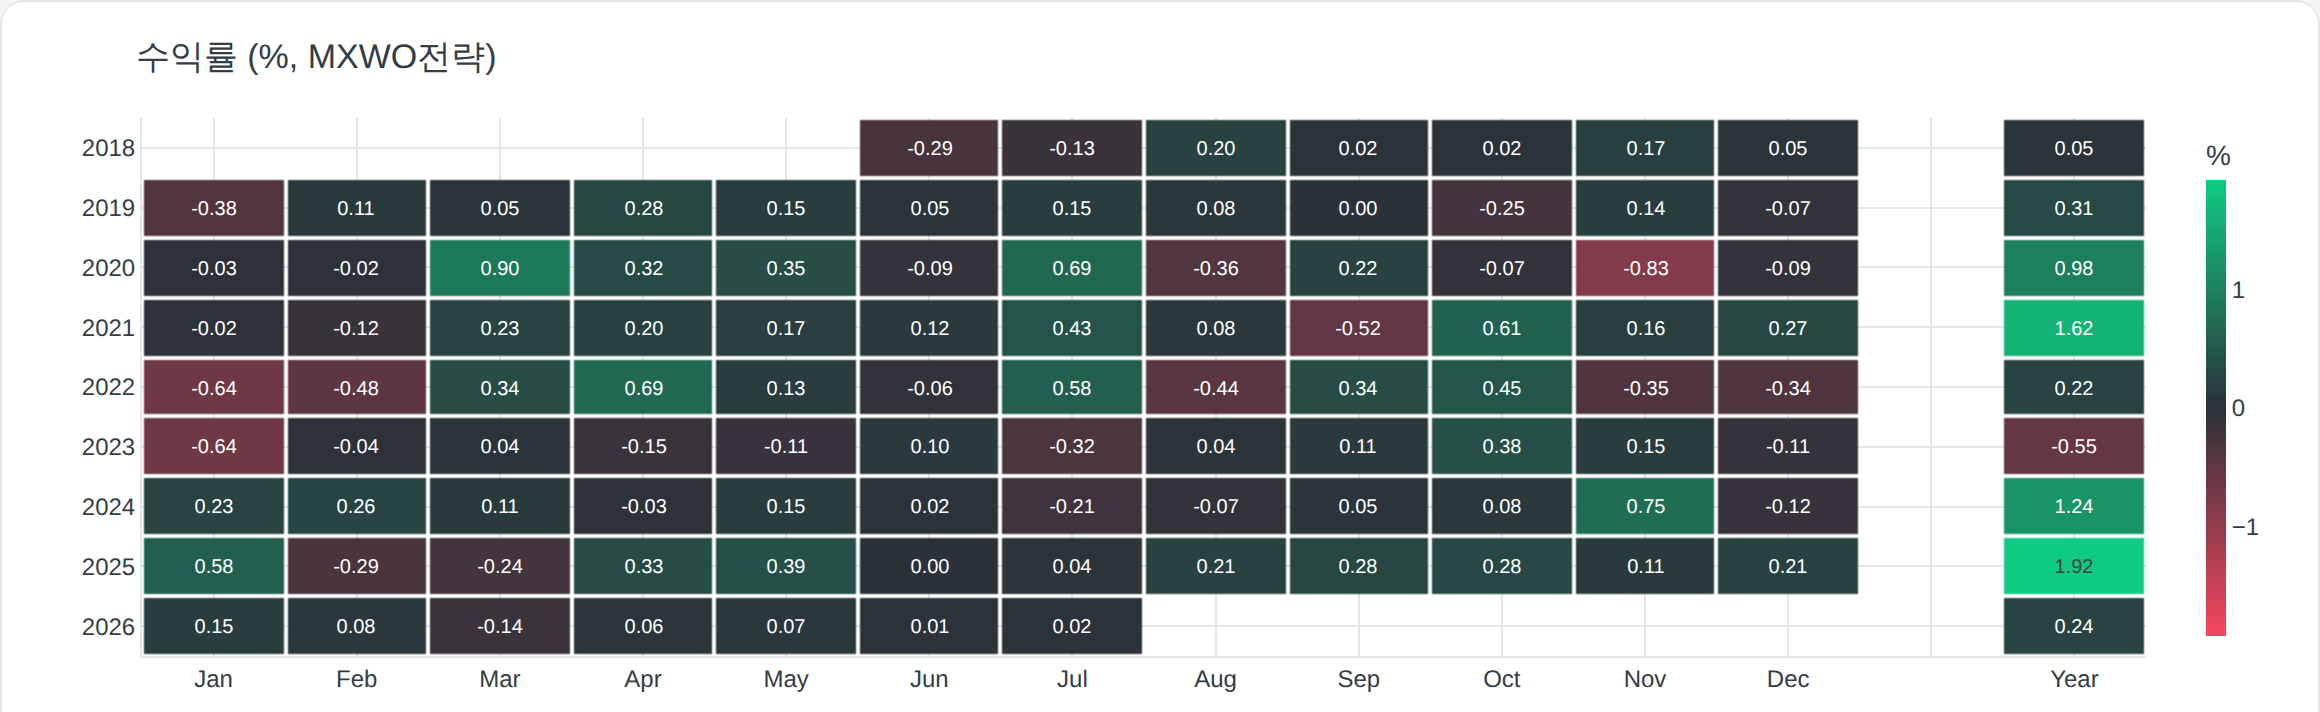 수익률 (%, MXWO전략)
2018 -0.29 -0.13 0.20 0.02 0.02 0.17 0.05 0.05
%
2019 -0.38 0.11 0.05 0.28 0.15 0.05 0.15 0.08 0.00 -0.25 0.14 -0.07 0.31
2020 -0.03 -0.02 0.90 0.32 0.35 -0.09 0.69 -0.36 0.22 -0.07 -0.83 -0.09 0.98
1
2021 -0.02 -0.12 0.23 0.20 0.17 0.12 0.43 0.08 -0.52 0.61 0.16 0.27 1.62
2022 -0.64 -0.48 0.34 0.69 0.13 -0.06 0.58 -0.44 0.34 0.45 -0.35 -0.34 0.22
0
2023 -0.64 -0.04 0.04 -0.15 -0.11 0.10 -0.32 0.04 0.11 0.38 0.15 -0.11 -0.55
2024 0.23 0.26 0.11 -0.03 0.15 0.02 -0.21 -0.07 0.05 0.08 0.75 -0.12 1.24
−1
2025 0.58 -0.29 -0.24 0.33 0.39 0.00 0.04 0.21 0.28 0.28 0.11 0.21 1.92
2026 0.15 0.08 -0.14 0.06 0.07 0.01 0.02 0.24
Jan Feb Mar Apr May Jun Jul Aug Sep Oct Nov Dec Year